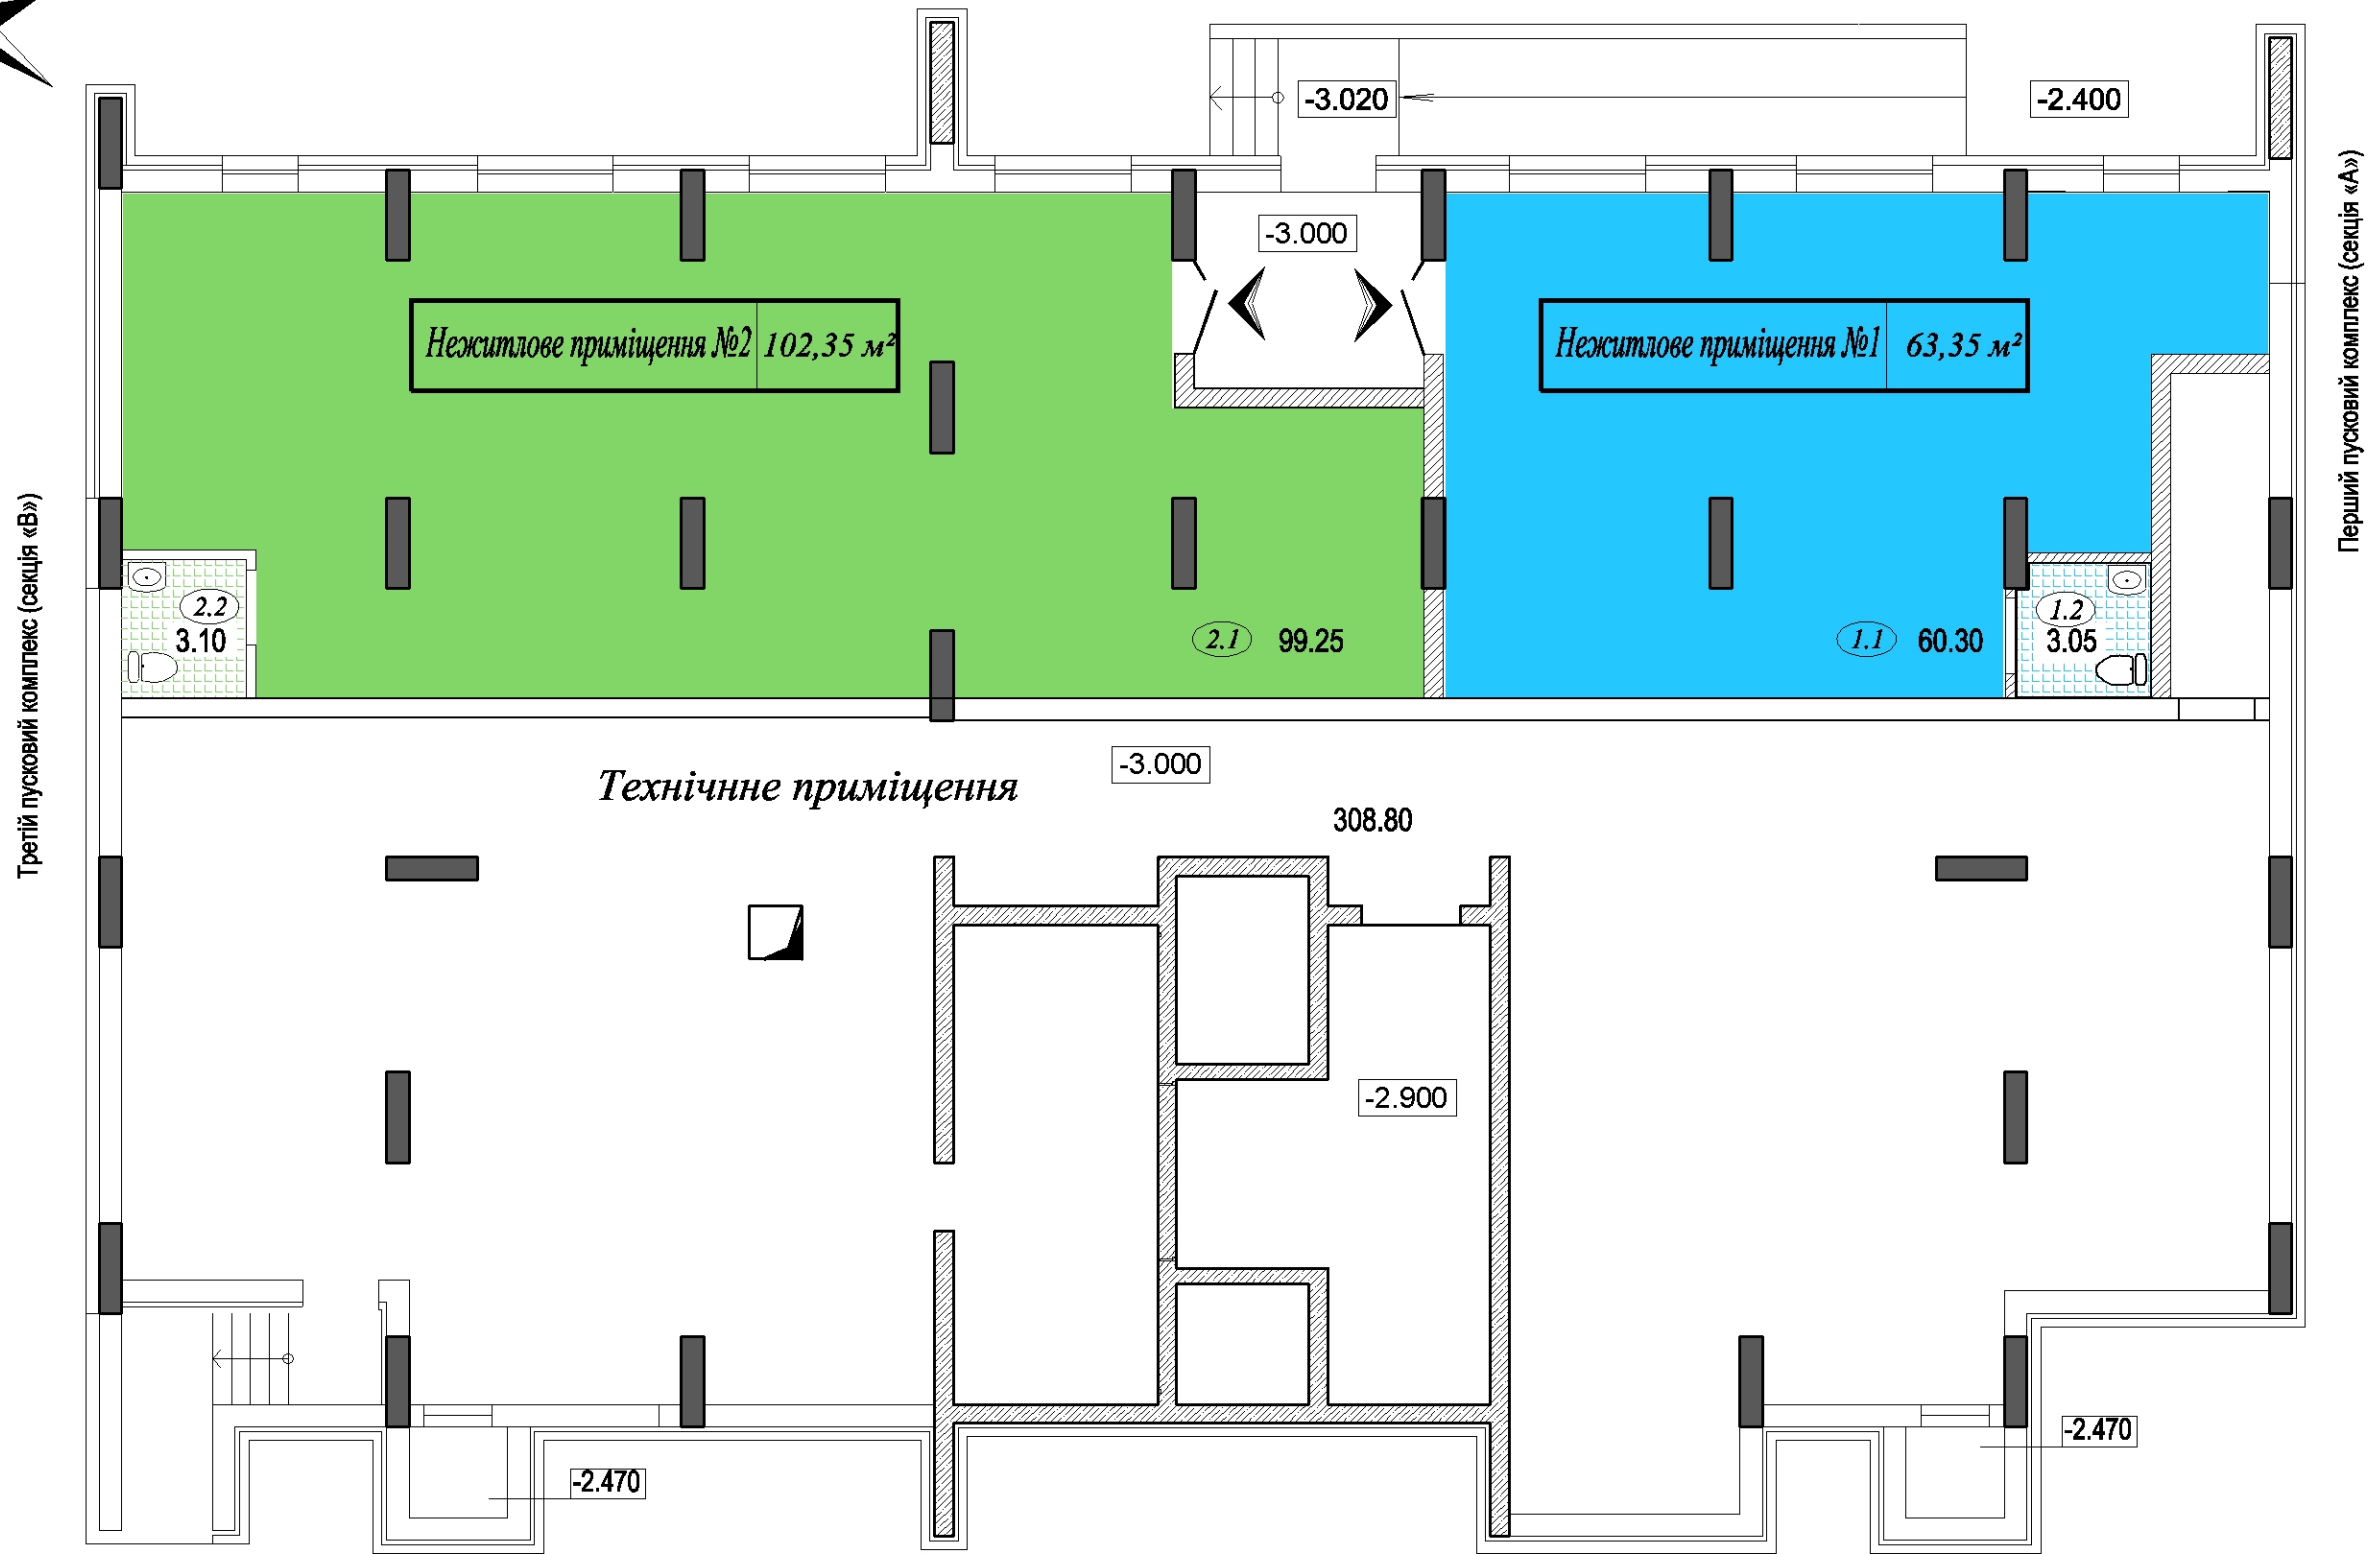 -3.020
-2.400
-3.000
Нежитлове приміщення №2 102,35 м²
Нежитлове приміщення №1 63,35 м²
Третій пусковий комплекс (секція «В»)
Перший пусковий комплекс (секція «А»)
2.2
3.10
2.1 99.25
1.1 60.30
1.2
3.05
-3.000
Технічнне приміщення
308.80
-2.900
-2.470
-2.470